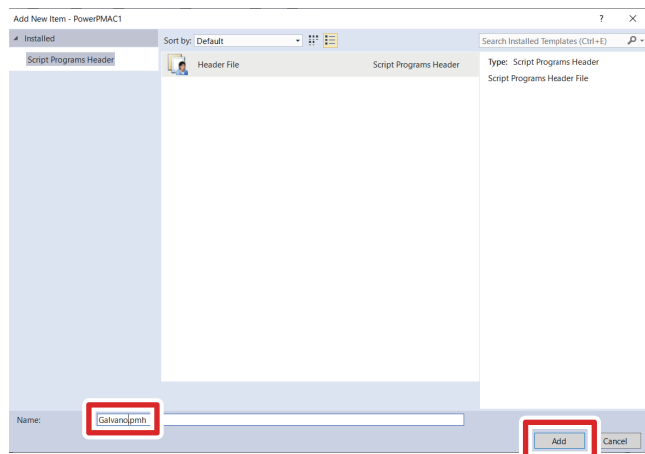 Add New Item - PowerPMAC1 ? ×
Installed
Sort by: Default
Search Installed Templates (Ctrl+E)
Script Programs Header
Header File Script Programs Header
Type: Script Programs Header
Script Programs Header File
Name: Galvano.pmh
Add Cancel